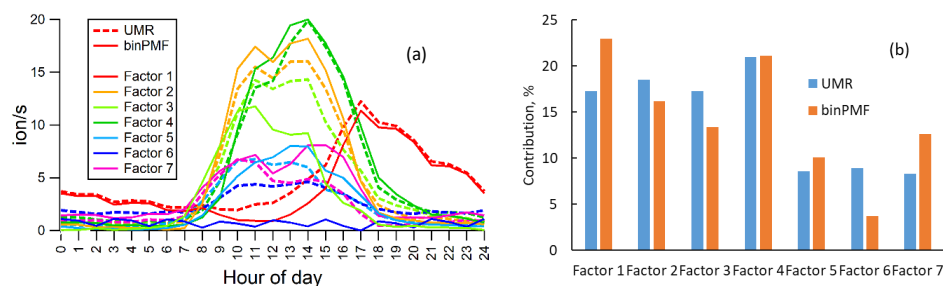 20
15
10
5
0
ion/s
UMR
binPMF
Factor 1
Factor 2
Factor 3
Factor 4
Factor 5
Factor 6
Factor 7
(a)
0 1 2 3 4 5 6 7 8 9 10 11 12 13 14 15 16 17 18 19 20 21 22 23 24
Hour of day
25
20
15
10
5
0
Contribution, %
(b)
UMR
binPMF
Factor 1 Factor 2 Factor 3 Factor 4 Factor 5 Factor 6 Factor 7